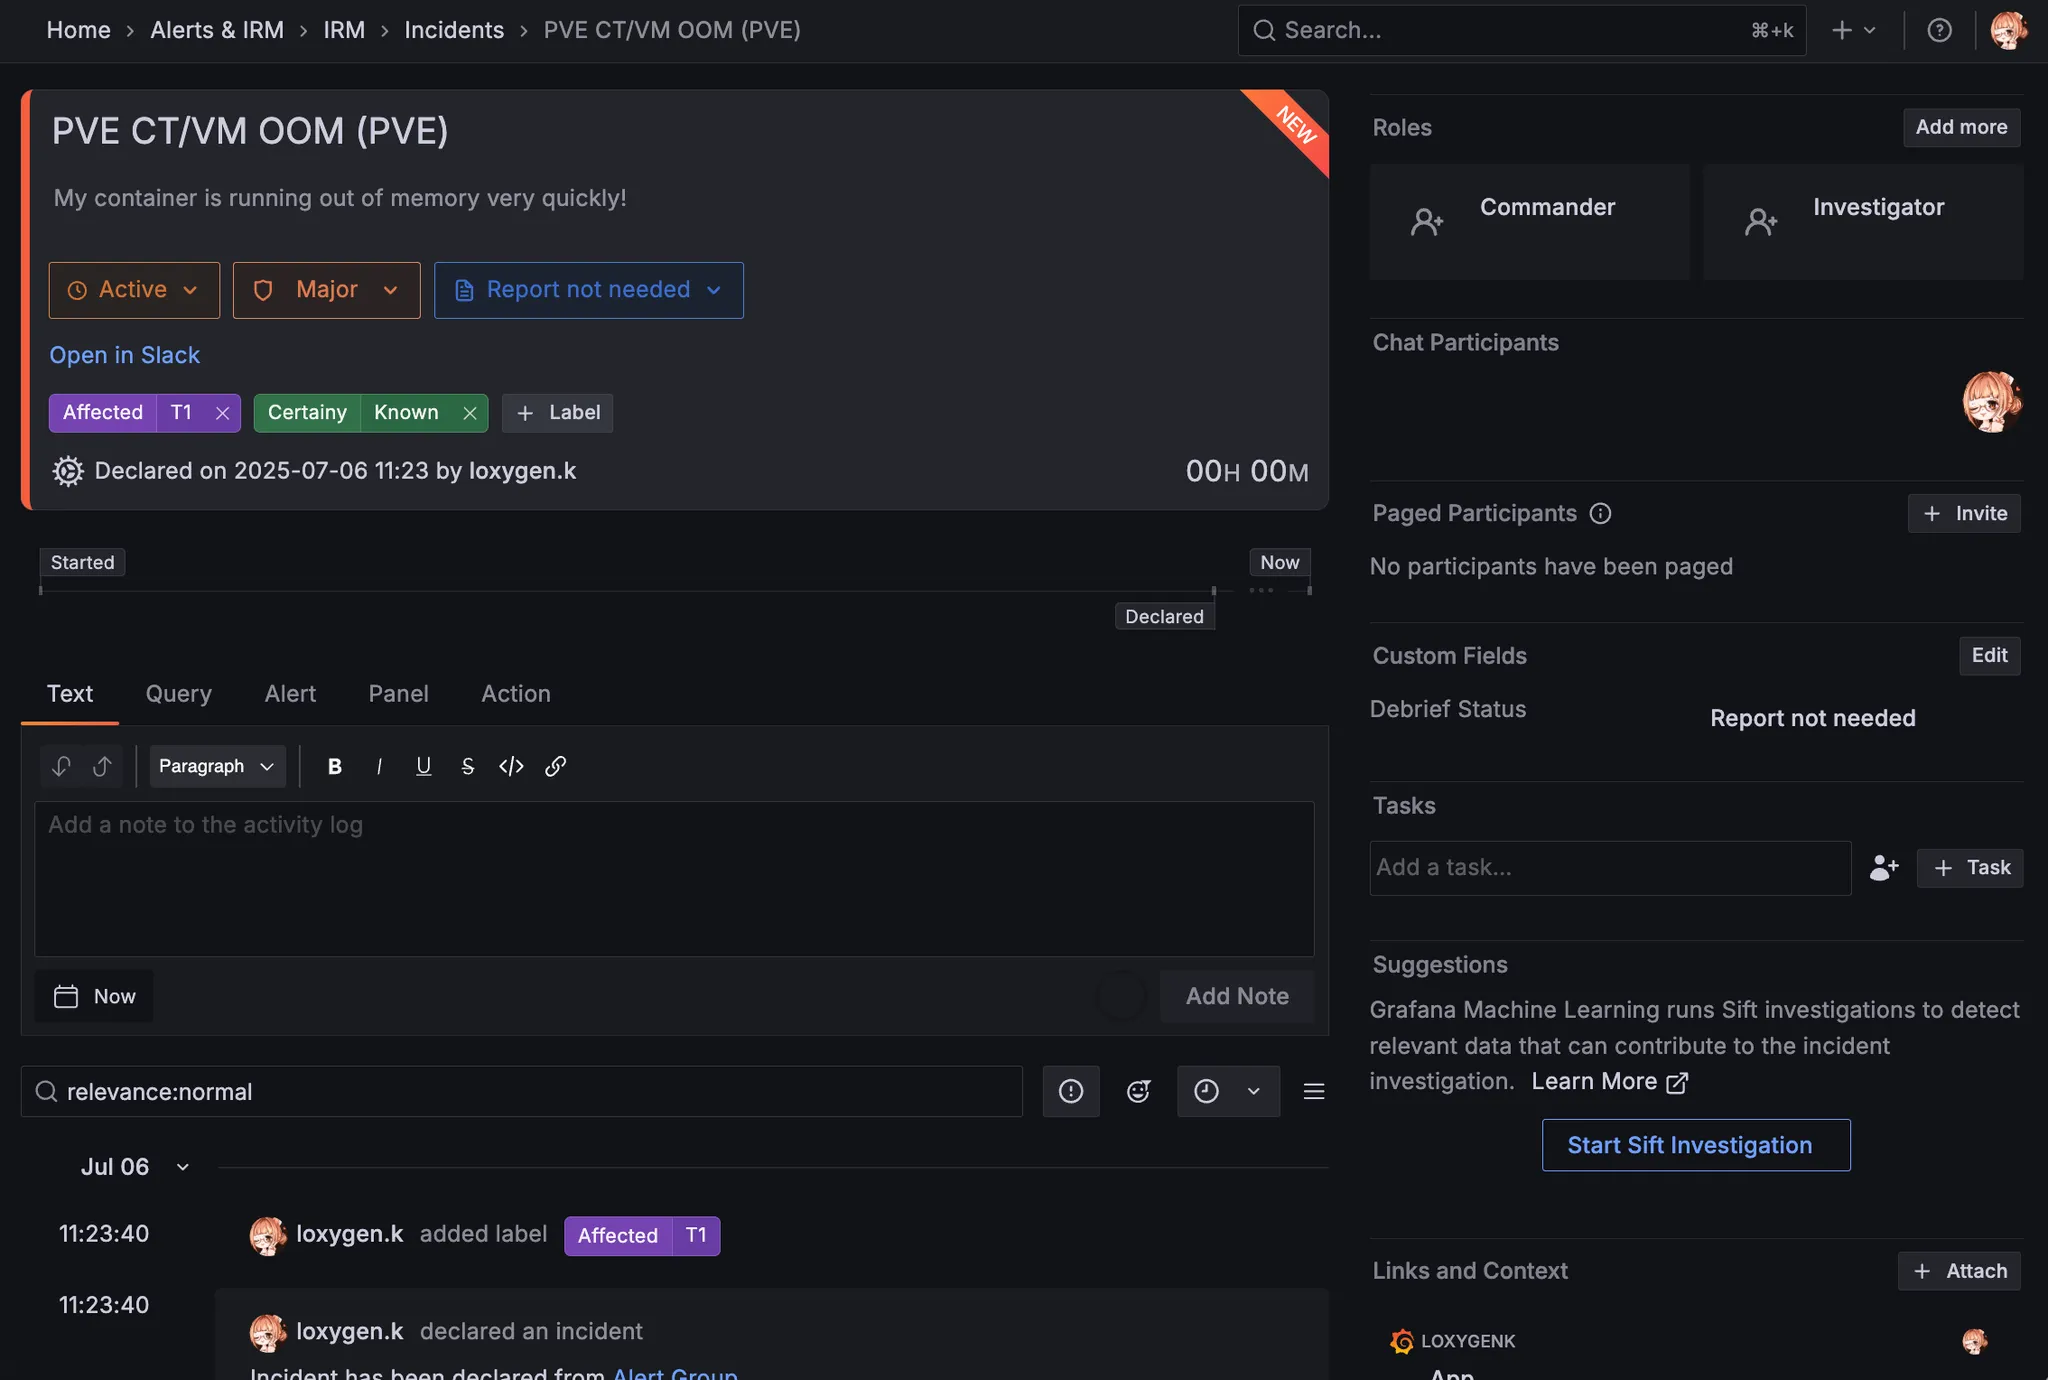 Home › Alerts & IRM › IRM › Incidents › PVE CT/VM OOM (PVE)
Search... ⌘+k
PVE CT/VM OOM (PVE)
NEW
My container is running out of memory very quickly!
Active
Major
Report not needed
Open in Slack
Affected T1
Certainy Known
+ Label
Declared on 2025-07-06 11:23 by loxygen.k
00H 00M
Started
Now
Declared
Text Query Alert Panel Action
Paragraph
B I U S </>
Add a note to the activity log
Now
Add Note
relevance:normal
Jul 06
11:23:40 loxygen.k added label Affected T1
11:23:40
loxygen.k declared an incident
Incident has been declared from Alert Group
Roles
Add more
Commander
Investigator
Chat Participants
Paged Participants
+ Invite
No participants have been paged
Custom Fields
Edit
Debrief Status
Report not needed
Tasks
Add a task...
+ Task
Suggestions
Grafana Machine Learning runs Sift investigations to detect
relevant data that can contribute to the incident
investigation. Learn More
Start Sift Investigation
Links and Context
+ Attach
LOXYGENK
App